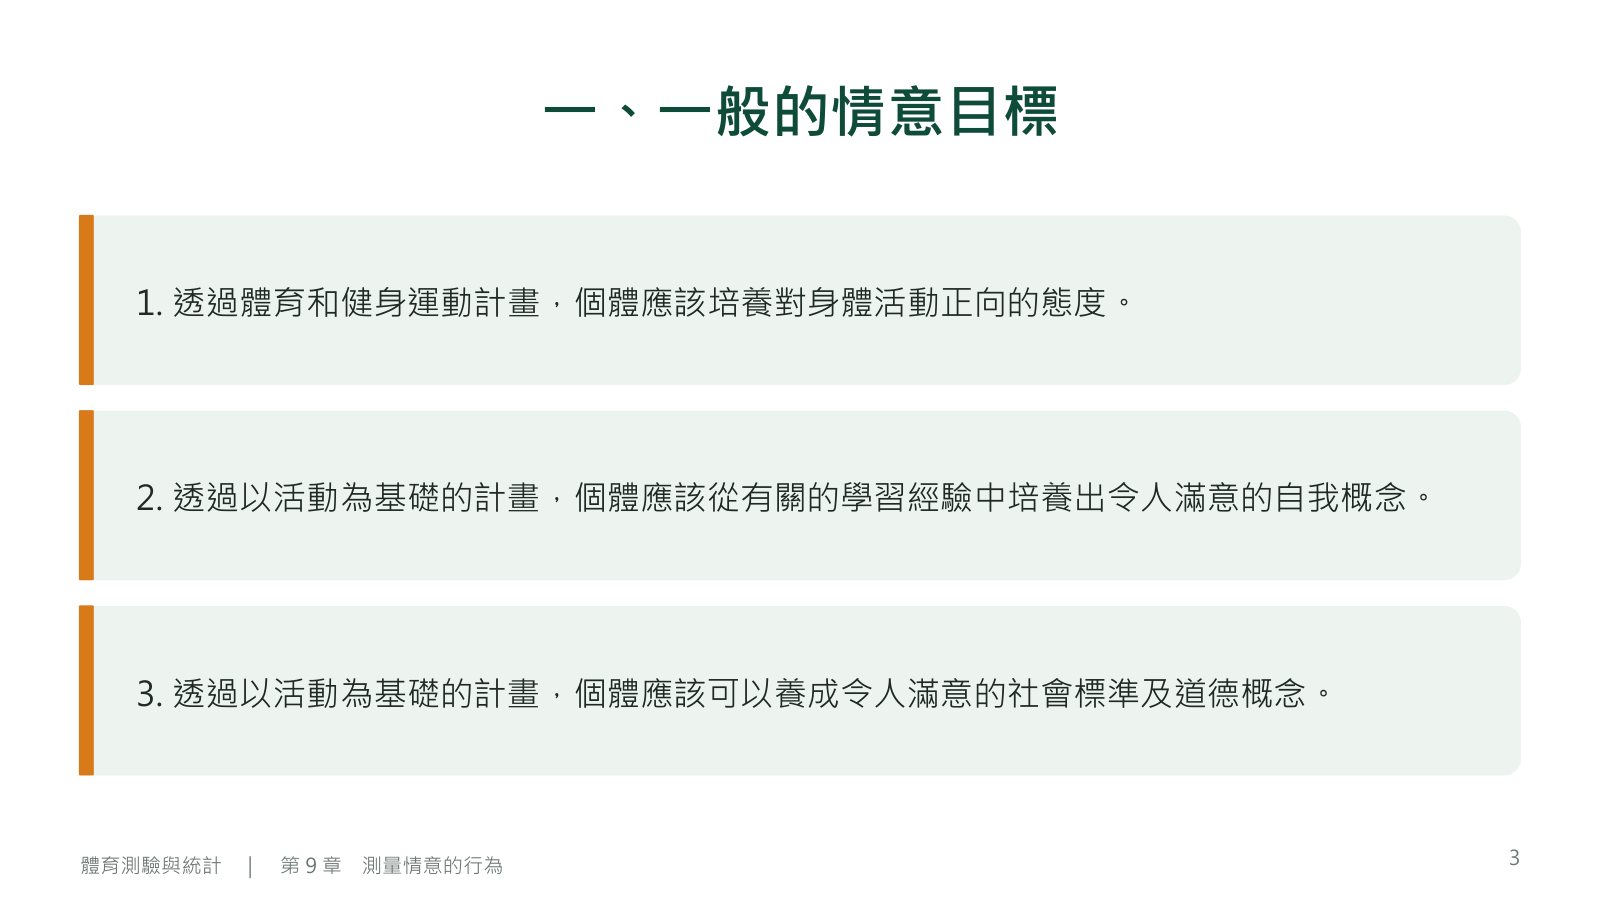 一、一般的情意目標
1. 透過體育和健身運動計畫，個體應該培養對身體活動正向的態度。
2. 透過以活動為基礎的計畫，個體應該從有關的學習經驗中培養出令人滿意的自我概念。
3. 透過以活動為基礎的計畫，個體應該可以養成令人滿意的社會標準及道德概念。
體育測驗與統計　|　第 9 章　測量情意的行為
3